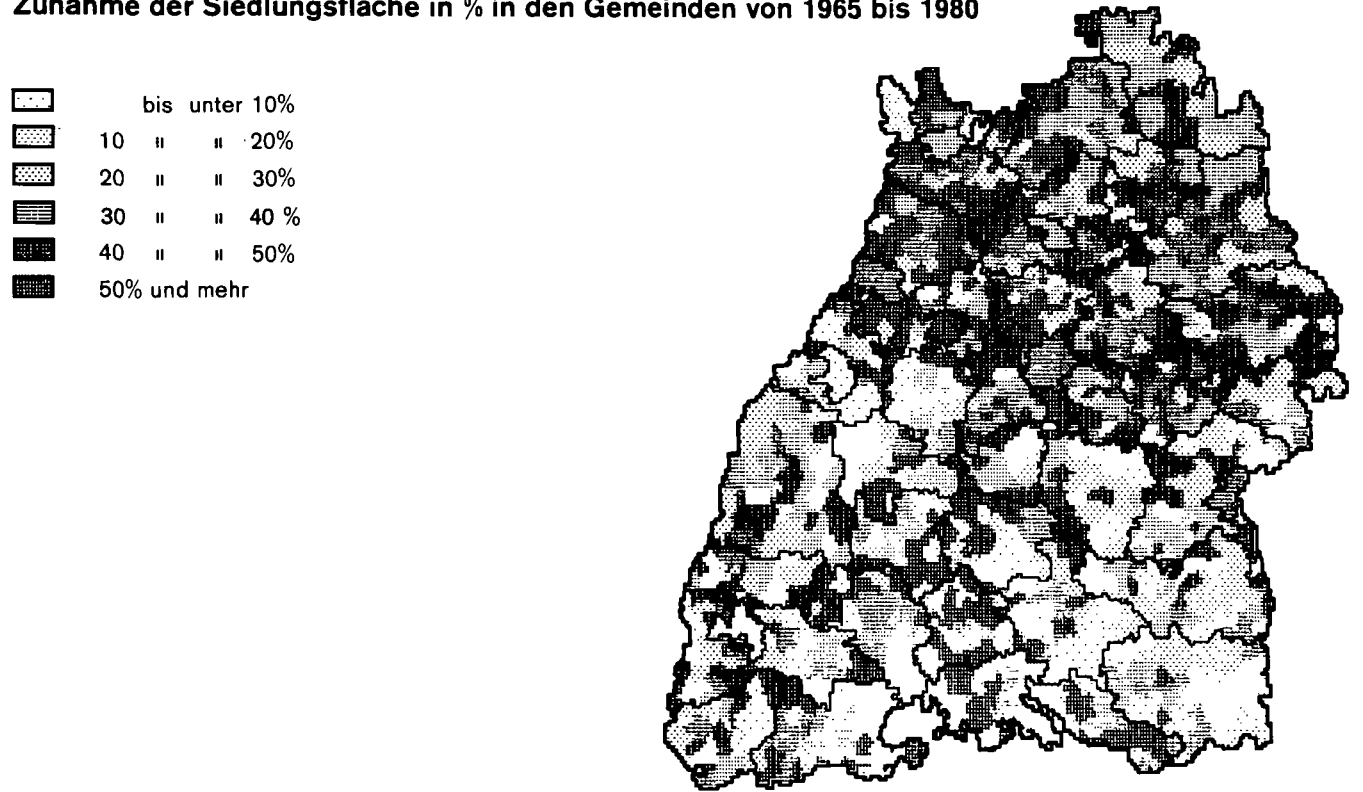 Zunahme der Siedlungsfläche in % in den Gemeinden von 1965 bis 1980
bis unter 10%
10 " " 20%
20 " " 30%
30 " " 40 %
40 " " 50%
50% und mehr